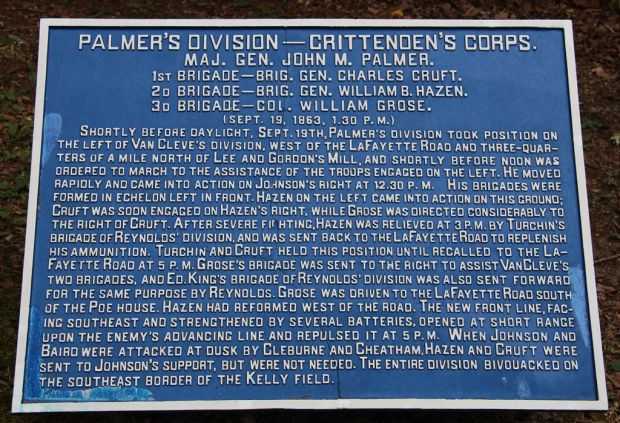 PALMER'S DIVISION — CRITTENDEN'S CORPS.
MAJ. GEN. JOHN M. PALMER.
1ST BRIGADE—BRIG. GEN. CHARLES CRUFT.
2D BRIGADE—BRIG. GEN. WILLIAM B. HAZEN.
3D BRIGADE—COL. WILLIAM GROSE.
(SEPT. 19, 1863, 1.30 P.M.)
SHORTLY BEFORE DAYLIGHT, SEPT. 19TH, PALMER'S DIVISION TOOK POSITION
ON THE LEFT OF VAN CLEVE'S DIVISION, WEST OF THE LAFAYETTE ROAD AND THREE-QUAR-
TERS OF A MILE NORTH OF LEE AND GORDON'S MILL, AND SHORTLY BEFORE NOON WAS
ORDERED TO MARCH TO THE ASSISTANCE OF THE TROOPS ENGAGED ON THE LEFT. HE MOVED
RAPIDLY AND CAME INTO ACTION ON JOHNSON'S RIGHT AT 12.30 P.M. HIS BRIGADES WERE
FORMED IN ECHELON LEFT IN FRONT. HAZEN ON THE LEFT CAME INTO ACTION ON THIS GROUND;
CRUFT WAS SOON ENGAGED ON HAZEN'S RIGHT, WHILE GROSE WAS DIRECTED CONSIDERABLY TO
THE RIGHT OF CRUFT. AFTER SEVERE FIGHTING, HAZEN WAS RELIEVED AT 3 P.M. BY TURCHIN'S
BRIGADE OF REYNOLDS' DIVISION, AND WAS SENT BACK TO THE LAFAYETTE ROAD TO REPLENISH
HIS AMMUNITION. TURCHIN AND CRUFT HELD THIS POSITION UNTIL RECALLED TO THE LA-
FAYETTE ROAD AT 5 P.M. GROSE'S BRIGADE WAS SENT TO THE RIGHT TO ASSIST VAN CLEVE'S
TWO BRIGADES, AND ED. KING'S BRIGADE OF REYNOLDS' DIVISION WAS ALSO SENT FORWARD
FOR THE SAME PURPOSE BY REYNOLDS. GROSE WAS DRIVEN TO THE LAFAYETTE ROAD SOUTH
OF THE POE HOUSE. HAZEN HAD REFORMED WEST OF THE ROAD. THE NEW FRONT LINE, FAC-
ING SOUTHEAST AND STRENGTHENED BY SEVERAL BATTERIES, OPENED AT SHORT RANGE
UPON THE ENEMY'S ADVANCING LINE AND REPULSED IT AT 5 P.M. WHEN JOHNSON AND
BAIRD WERE ATTACKED AT DUSK BY CLEBURNE AND CHEATHAM, HAZEN AND CRUFT WERE
SENT TO JOHNSON'S SUPPORT, BUT WERE NOT NEEDED. THE ENTIRE DIVISION BIVOUACKED ON
THE SOUTHEAST BORDER OF THE KELLY FIELD.